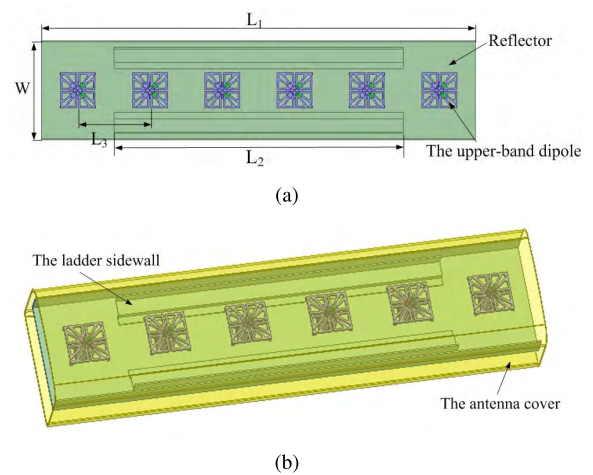 L1
Reflector
W
L3
L2
The upper-band dipole
(a)
The ladder sidewall
The antenna cover
(b)